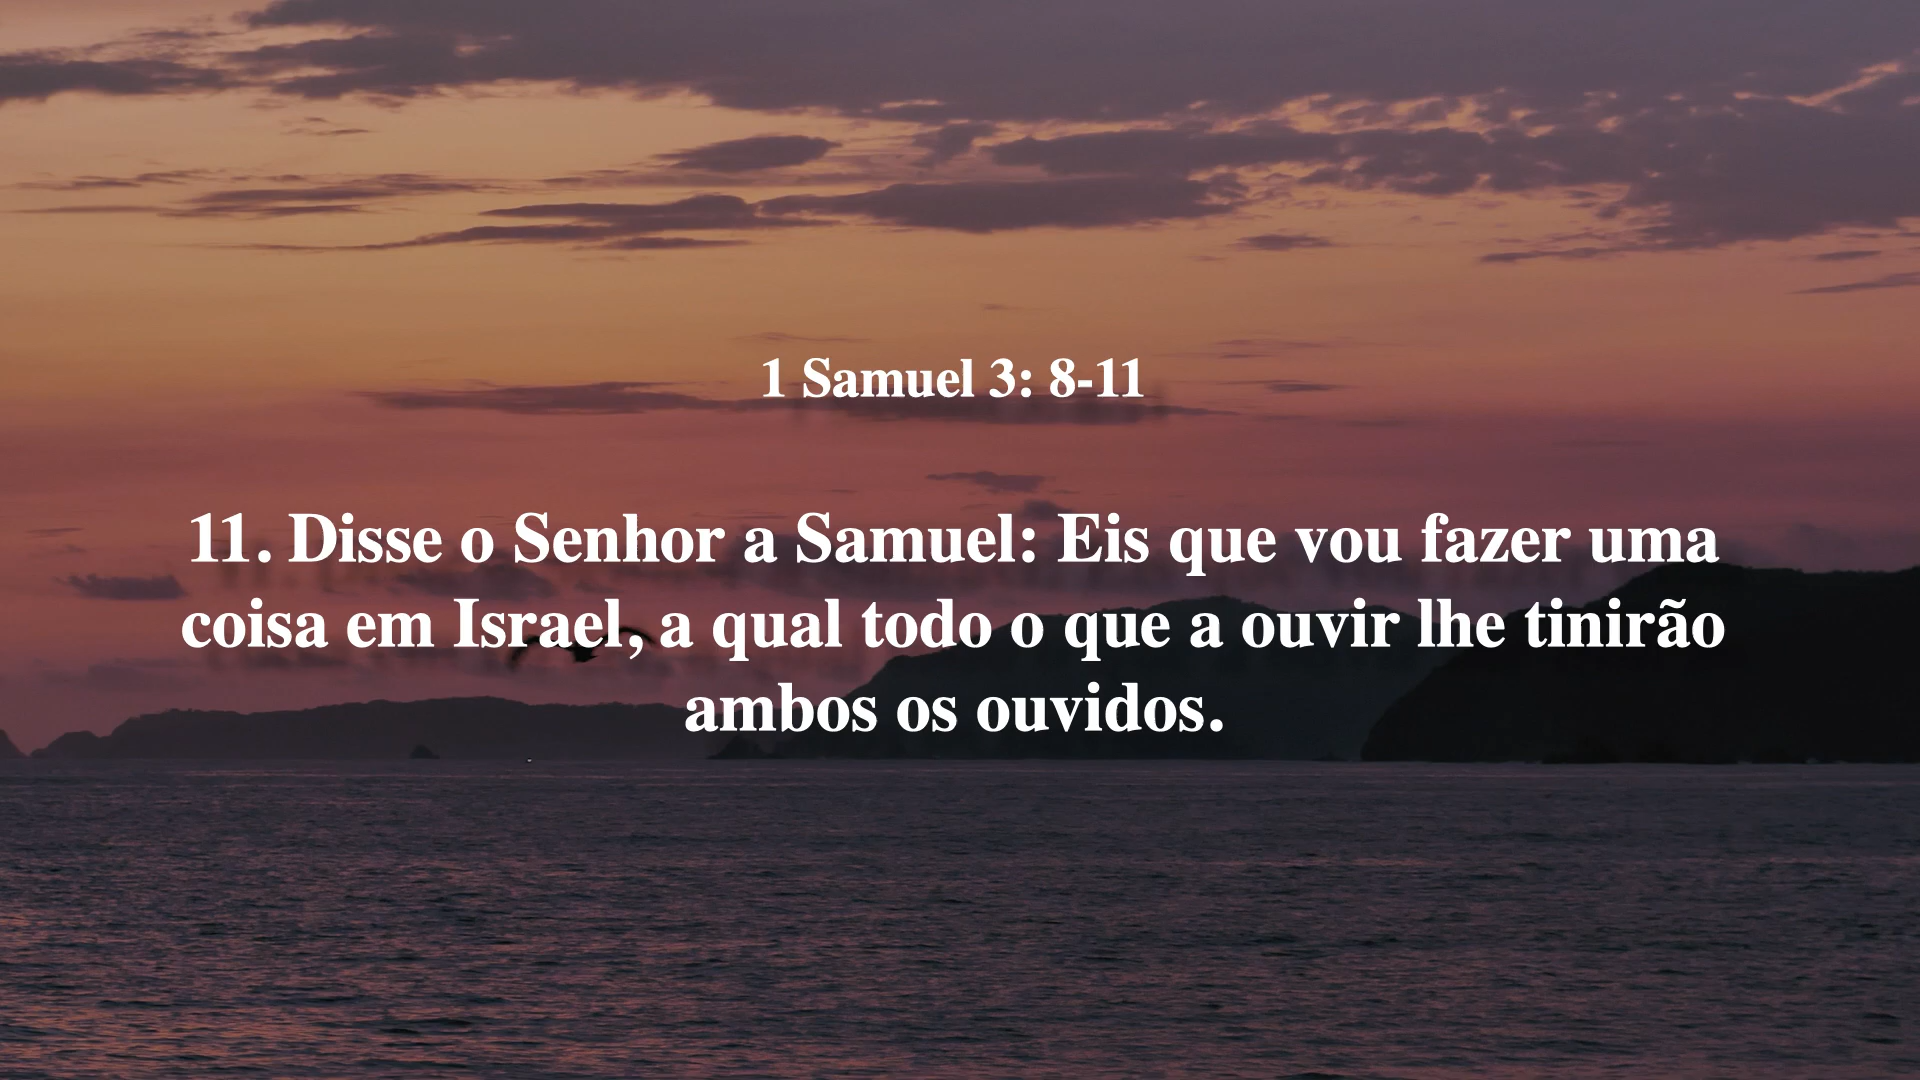 1 Samuel 3: 8-11
11. Disse o Senhor a Samuel: Eis que vou fazer uma
coisa em Israel, a qual todo o que a ouvir lhe tinirão
ambos os ouvidos.